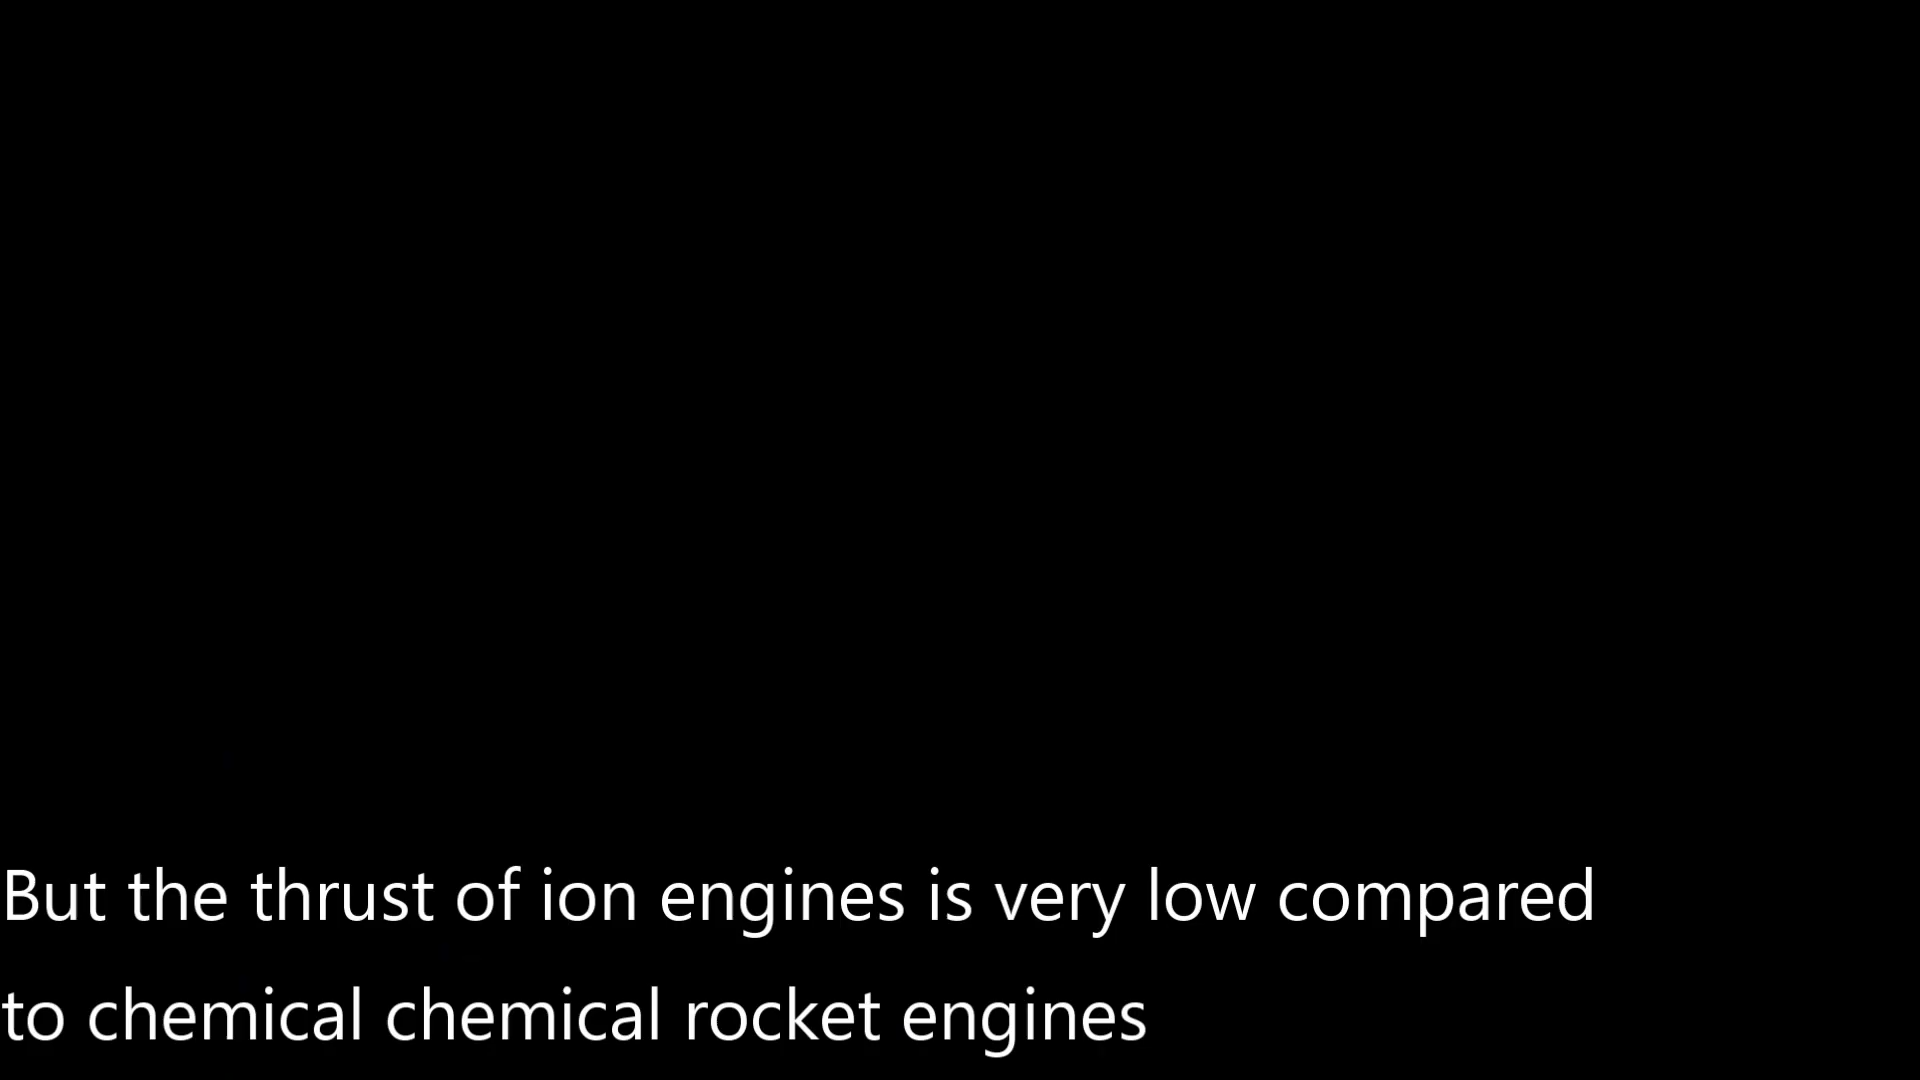 But the thrust of ion engines is very low compared
to chemical chemical rocket engines